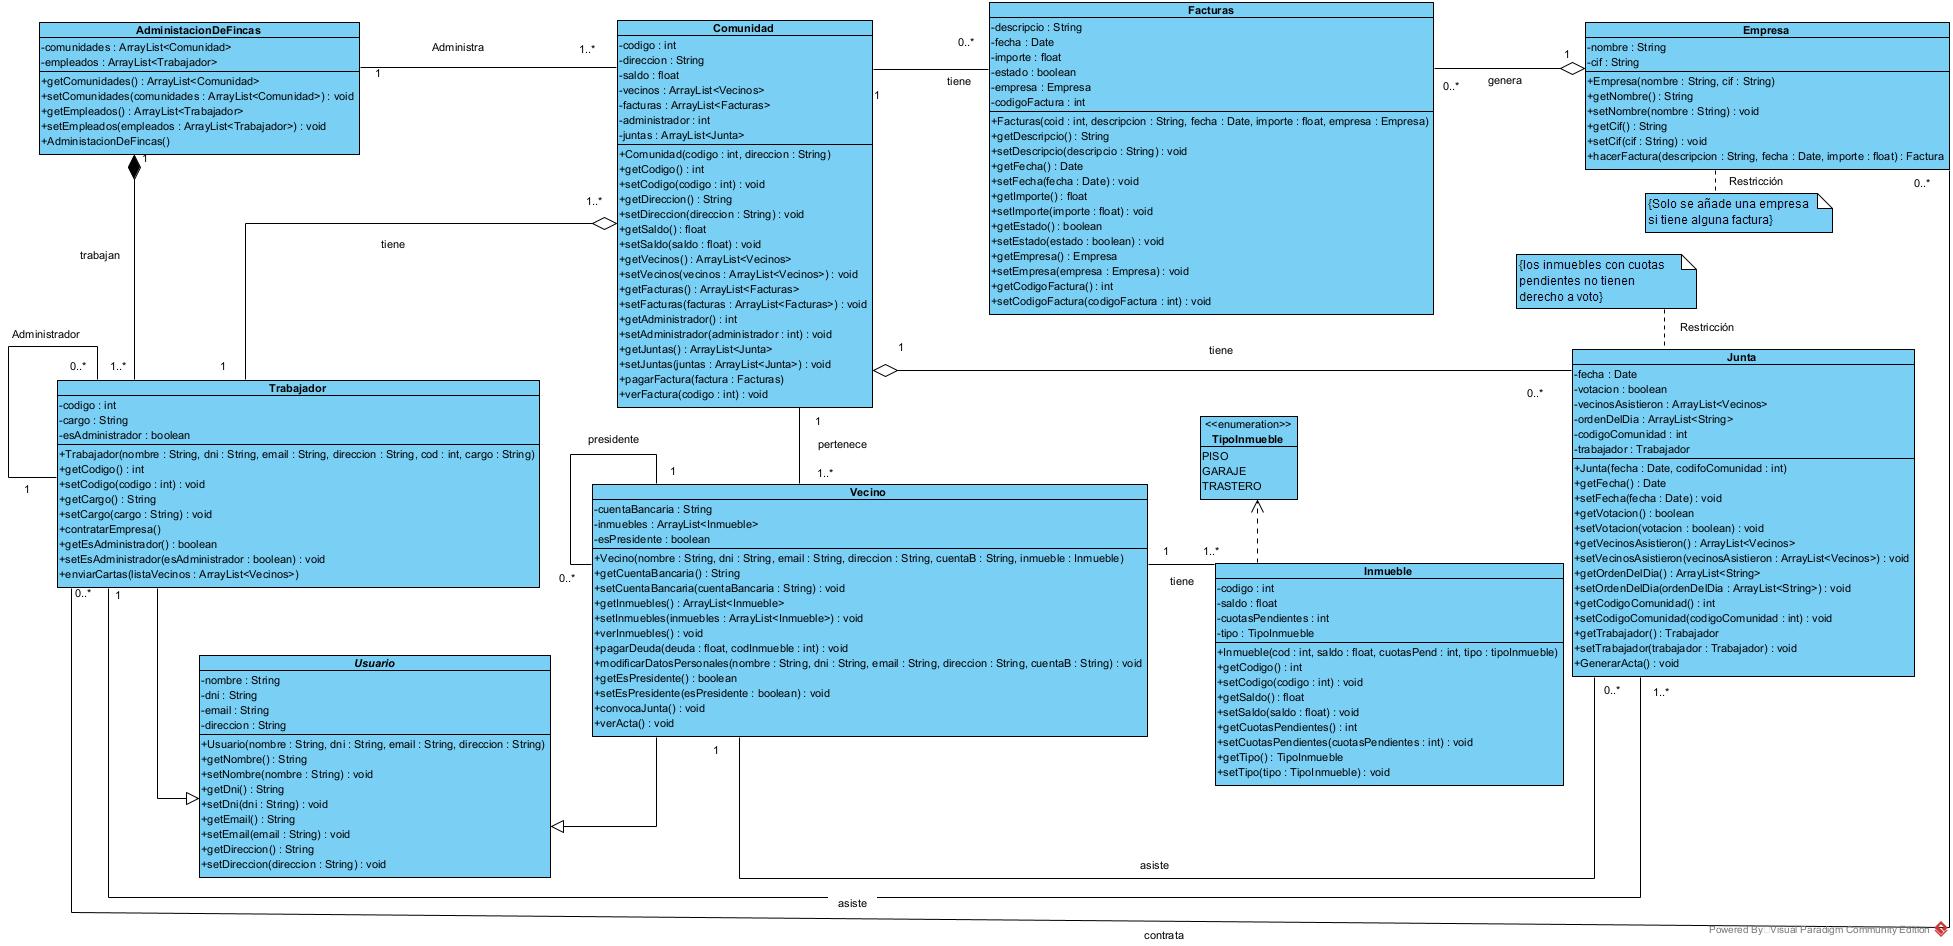 AdministacionDeFincas
-comunidades : ArrayList<Comunidad>
-empleados : ArrayList<Trabajador>
+getComunidades() : ArrayList<Comunidad>
+setComunidades(comunidades : ArrayList<Comunidad>) : void
+getEmpleados() : ArrayList<Trabajador>
+setEmpleados(empleados : ArrayList<Trabajador>) : void
+AdministacionDeFincas()
Administra
1
1..*
Comunidad
-codigo : int
-direccion : String
-saldo : float
-vecinos : ArrayList<Vecinos>
-facturas : ArrayList<Facturas>
-administrador : int
-juntas : ArrayList<Junta>
+Comunidad(codigo : int, direccion : String)
+getCodigo() : int
+setCodigo(codigo : int) : void
+getDireccion() : String
+setDireccion(direccion : String) : void
+getSaldo() : float
+setSaldo(saldo : float) : void
+getVecinos() : ArrayList<Vecinos>
+setVecinos(vecinos : ArrayList<Vecinos>) : void
+getFacturas() : ArrayList<Facturas>
+setFacturas(facturas : ArrayList<Facturas>) : void
+getAdministrador() : int
+setAdministrador(administrador : int) : void
+getJuntas() : ArrayList<Junta>
+setJuntas(juntas : ArrayList<Junta>) : void
+pagarFactura(factura : Facturas)
+verFactura(codigo : int) : void
0..*
tiene
1
Facturas
-descripcio : String
-fecha : Date
-importe : float
-estado : boolean
-empresa : Empresa
-codigoFactura : int
+Facturas(coid : int, descripcion : String, fecha : Date, importe : float, empresa : Empresa)
+getDescripcio() : String
+setDescripcio(descripcio : String) : void
+getFecha() : Date
+setFecha(fecha : Date) : void
+getImporte() : float
+setImporte(importe : float) : void
+getEstado() : boolean
+setEstado(estado : boolean) : void
+getEmpresa() : Empresa
+setEmpresa(empresa : Empresa) : void
+getCodigoFactura() : int
+setCodigoFactura(codigoFactura : int) : void
1
genera
0..*
Empresa
-nombre : String
-cif : String
+Empresa(nombre : String, cif : String)
+getNombre() : String
+setNombre(nombre : String) : void
+getCif() : String
+setCif(cif : String) : void
+hacerFactura(descripcion : String, fecha : Date, importe : float) : Factura
Restricción
0..*
{Solo se añade una empresa
si tiene alguna factura}
{los inmuebles con cuotas
pendientes no tienen
derecho a voto}
Restricción
1
trabajan
1..*
tiene
1
Administrador
0..*
1..*
1
Trabajador
-codigo : int
-cargo : String
-esAdministrador : boolean
+Trabajador(nombre : String, dni : String, email : String, direccion : String, cod : int, cargo : String)
+getCodigo() : int
+setCodigo(codigo : int) : void
+getCargo() : String
+setCargo(cargo : String) : void
+contratarEmpresa()
+getEsAdministrador() : boolean
+setEsAdministrador(esAdministrador : boolean) : void
+enviarCartas(listaVecinos : ArrayList<Vecinos>)
0..*
1
1
tiene
0..*
Junta
-fecha : Date
-votacion : boolean
-vecinosAsistieron : ArrayList<Vecinos>
-ordenDelDia : ArrayList<String>
-codigoComunidad : int
-trabajador : Trabajador
+Junta(fecha : Date, codifoComunidad : int)
+getFecha() : Date
+setFecha(fecha : Date) : void
+getVotacion() : boolean
+setVotacion(votacion : boolean) : void
+getVecinosAsistieron() : ArrayList<Vecinos>
+setVecinosAsistieron(vecinosAsistieron : ArrayList<Vecinos>) : void
+getOrdenDelDia() : ArrayList<String>
+setOrdenDelDia(ordenDelDia : ArrayList<String>) : void
+getCodigoComunidad() : int
+setCodigoComunidad(codigoComunidad : int) : void
+getTrabajador() : Trabajador
+setTrabajador(trabajador : Trabajador) : void
+GenerarActa() : void
0..*
1..*
1
pertenece
1..*
presidente
1
0..*
Vecino
-cuentaBancaria : String
-inmuebles : ArrayList<Inmueble>
-esPresidente : boolean
+Vecino(nombre : String, dni : String, email : String, direccion : String, cuentaB : String, inmueble : Inmueble)
+getCuentaBancaria() : String
+setCuentaBancaria(cuentaBancaria : String) : void
+getInmuebles() : ArrayList<Inmueble>
+setInmuebles(inmuebles : ArrayList<Inmueble>) : void
+verInmuebles() : void
+pagarDeuda(deuda : float, codInmueble : int) : void
+modificarDatosPersonales(nombre : String, dni : String, email : String, direccion : String, cuentaB : String) : void
+getEsPresidente() : boolean
+setEsPresidente(esPresidente : boolean) : void
+convocaJunta() : void
+verActa() : void
1
<<enumeration>>
TipoInmueble
PISO
GARAJE
TRASTERO
1
1..*
tiene
Inmueble
-codigo : int
-saldo : float
-cuotasPendientes : int
-tipo : TipoInmueble
+Inmueble(cod : int, saldo : float, cuotasPend : int, tipo : tipoInmueble)
+getCodigo() : int
+setCodigo(codigo : int) : void
+getSaldo() : float
+setSaldo(saldo : float) : void
+getCuotasPendientes() : int
+setCuotasPendientes(cuotasPendientes : int) : void
+getTipo() : TipoInmueble
+setTipo(tipo : TipoInmueble) : void
Usuario
-nombre : String
-dni : String
-email : String
-direccion : String
+Usuario(nombre : String, dni : String, email : String, direccion : String)
+getNombre() : String
+setNombre(nombre : String) : void
+getDni() : String
+setDni(dni : String) : void
+getEmail() : String
+setEmail(email : String) : void
+getDireccion() : String
+setDireccion(direccion : String) : void
asiste
asiste
contrata
Powered By Visual Paradigm Community Edition